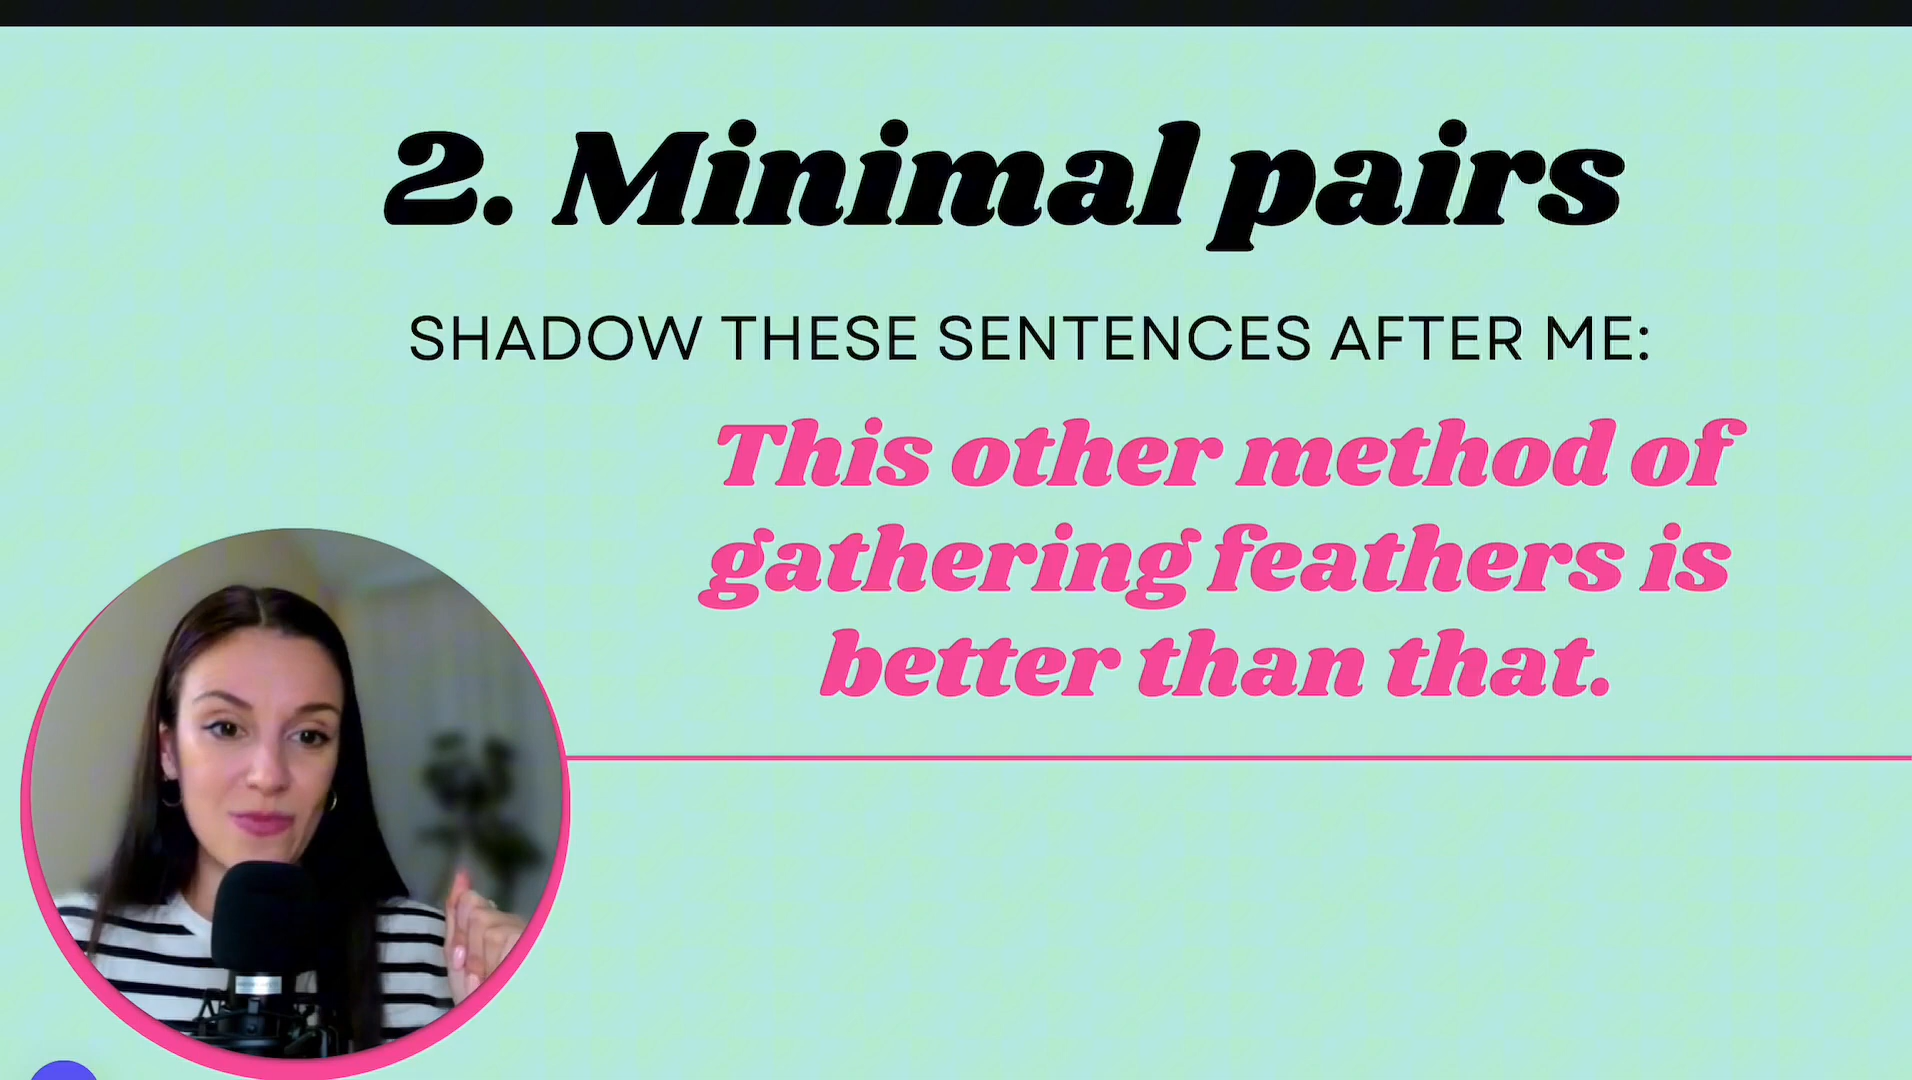 2. Minimal pairs
SHADOW THESE SENTENCES AFTER ME:
This other method of
gathering feathers is
better than that.